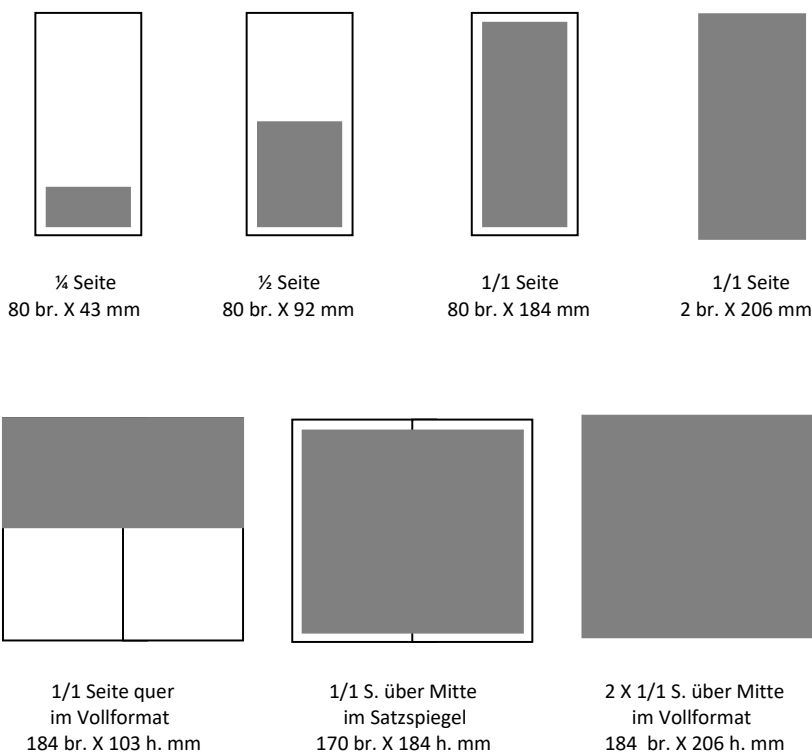 ¼ Seite
80 br. X 43 mm
½ Seite
80 br. X 92 mm
1/1 Seite
80 br. X 184 mm
1/1 Seite
2 br. X 206 mm
1/1 Seite quer
im Vollformat
184 br. X 103 h. mm
1/1 S. über Mitte
im Satzspiegel
170 br. X 184 h. mm
2 X 1/1 S. über Mitte
im Vollformat
184 br. X 206 h. mm